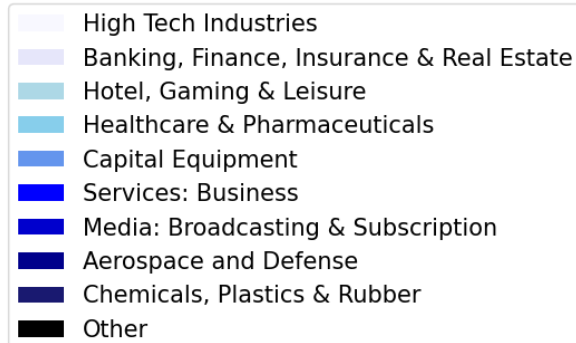 High Tech Industries
Banking, Finance, Insurance & Real Estate
Hotel, Gaming & Leisure
Healthcare & Pharmaceuticals
Capital Equipment
Services: Business
Media: Broadcasting & Subscription
Aerospace and Defense
Chemicals, Plastics & Rubber
Other